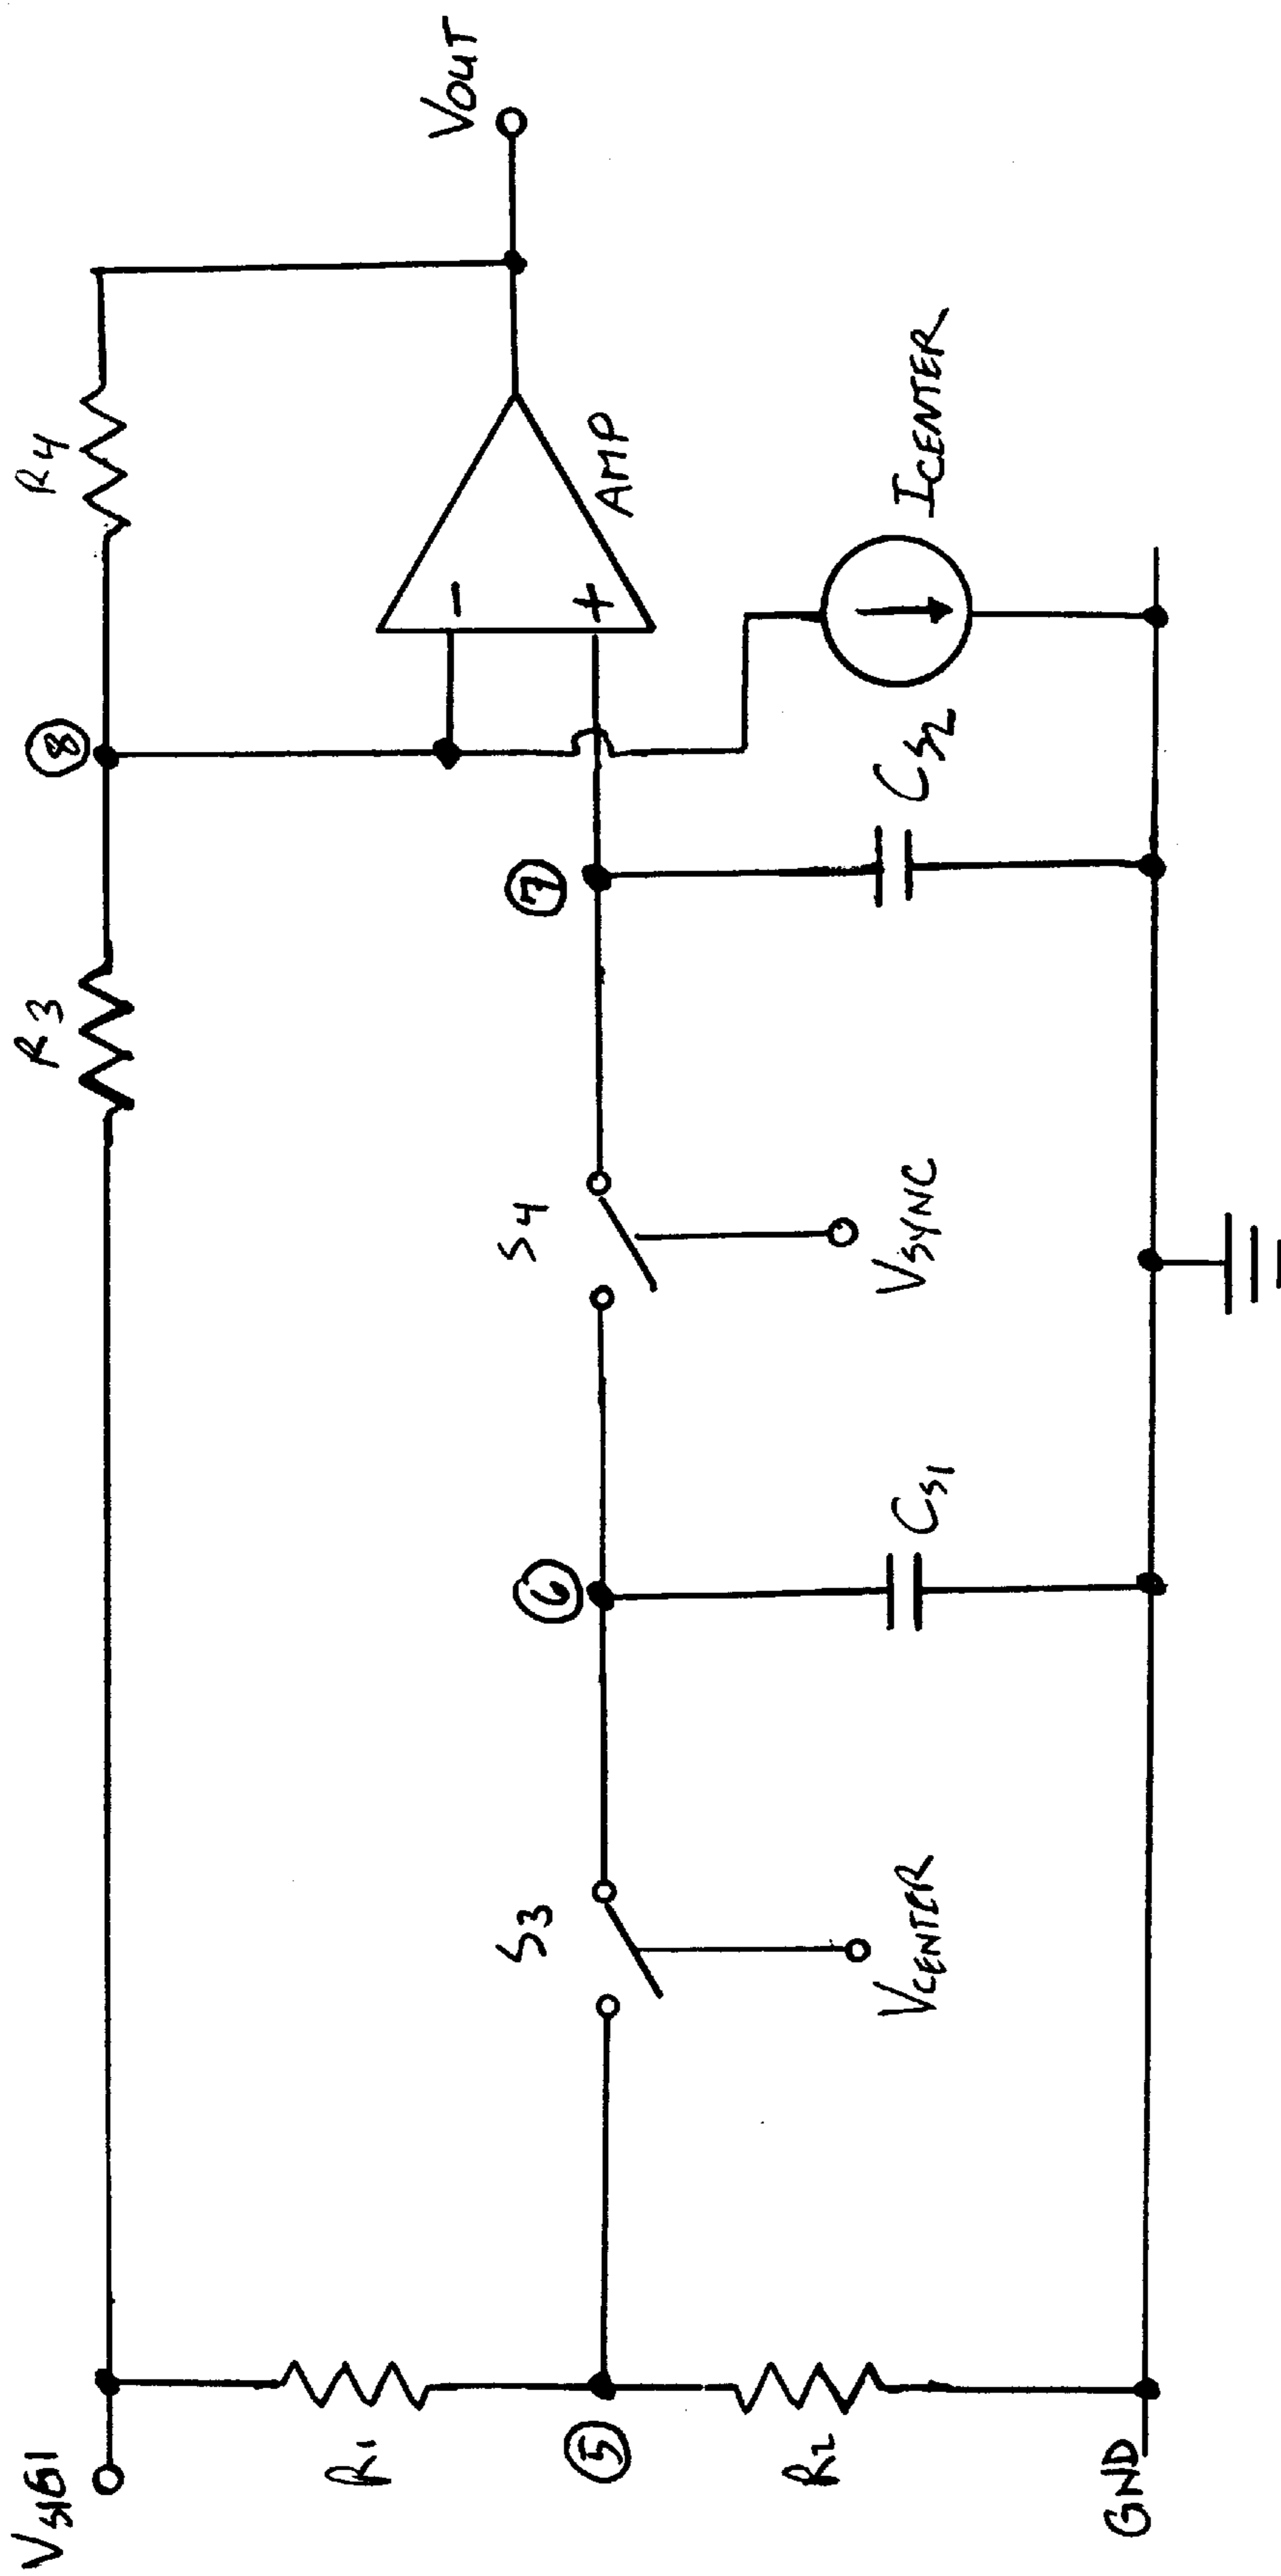 VSIG1
R3
⑧
R4
R1
⑤
R2
GND
S3
VCENTER
⑥
CS1
S4
VSYNC
⑦
CS2
-
+
AMP
ICENTER
VOUT